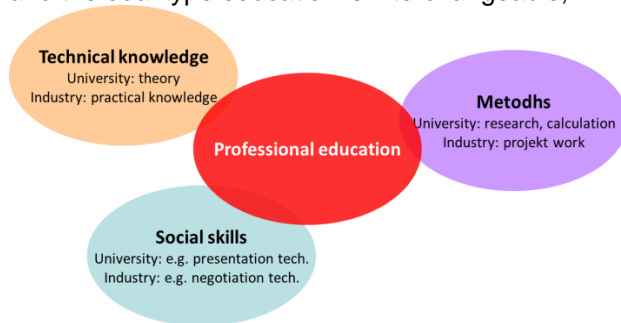 Technical knowledge
University: theory
Industry: practical knowledge
Metodhs
University: research, calculation
Industry: projekt work
Professional education
Social skills
University: e.g. presentation tech.
Industry: e.g. negotiation tech.